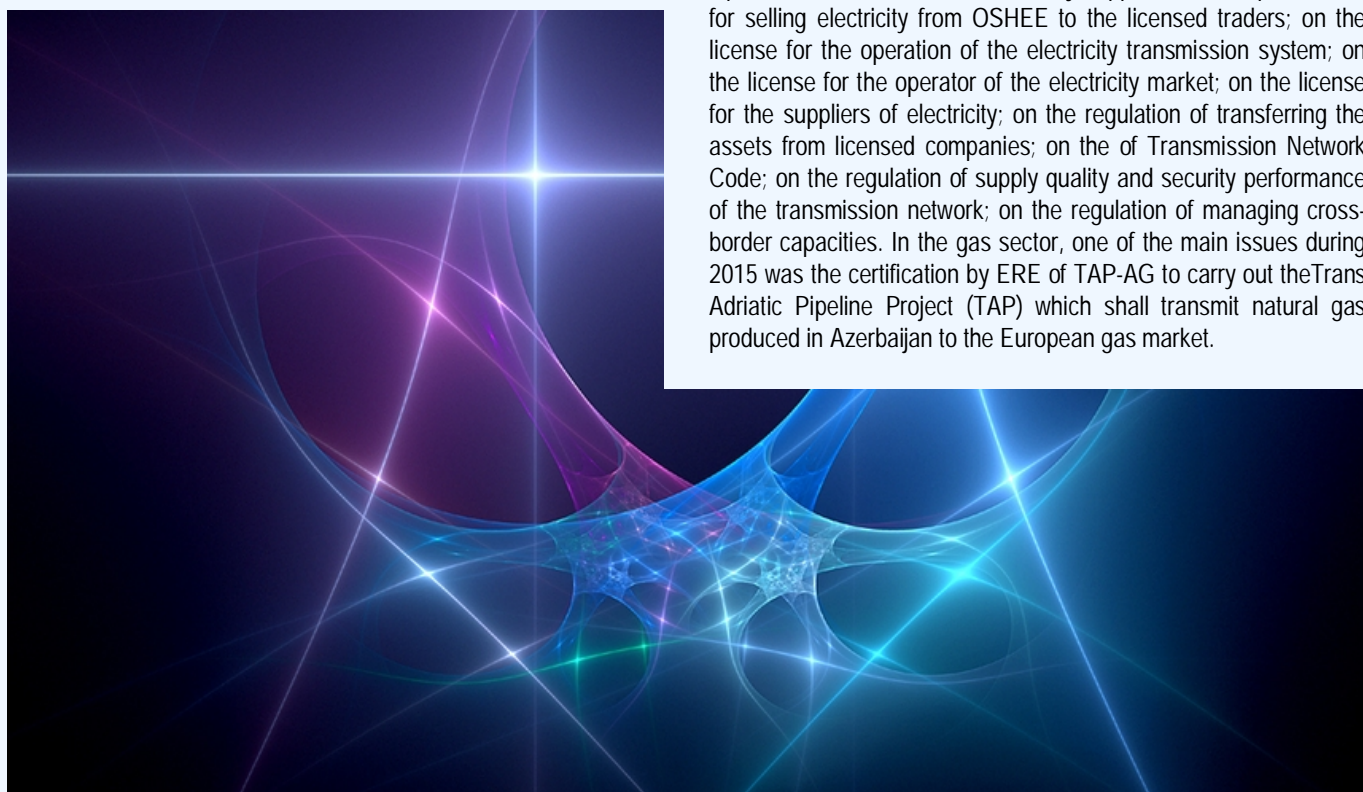 for selling electricity from OSHEE to the licensed traders; on the
license for the operation of the electricity transmission system; on
the license for the operator of the electricity market; on the license
for the suppliers of electricity; on the regulation of transferring the
assets from licensed companies; on the of Transmission Network
Code; on the regulation of supply quality and security performance
of the transmission network; on the regulation of managing cross-
border capacities. In the gas sector, one of the main issues during
2015 was the certification by ERE of TAP-AG to carry out theTrans
Adriatic Pipeline Project (TAP) which shall transmit natural gas
produced in Azerbaijan to the European gas market.